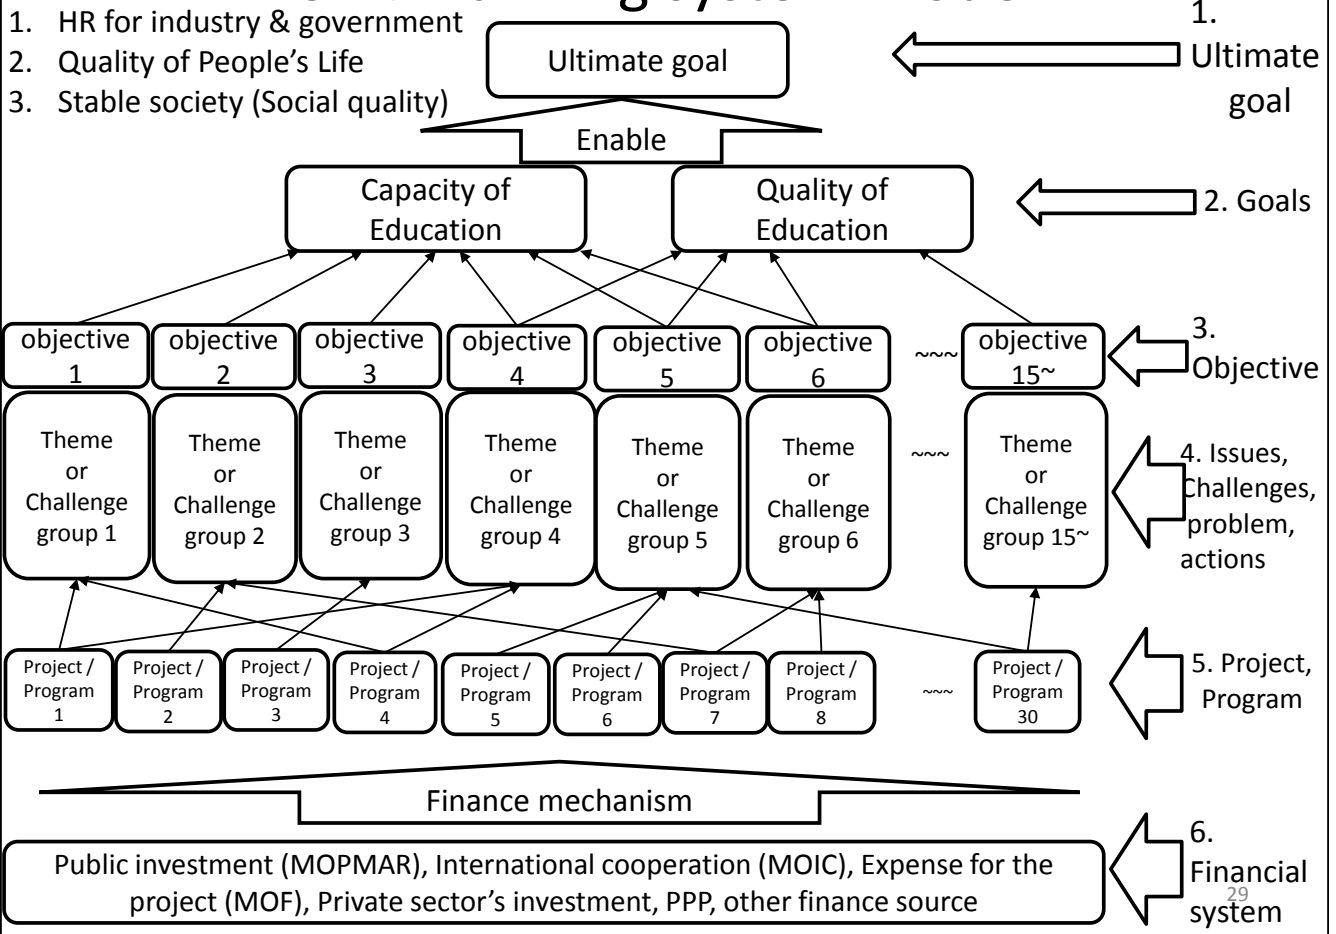 1. HR for industry & government
2. Quality of People's Life
3. Stable society (Social quality)
Ultimate goal
1.
Ultimate
goal
Enable
Capacity of
Education
Quality of
Education
2. Goals
objective
1
objective
2
objective
3
objective
4
objective
5
objective
6
~~~
objective
15~
3.
Objective
Theme
or
Challenge
group 1
Theme
or
Challenge
group 2
Theme
or
Challenge
group 3
Theme
or
Challenge
group 4
Theme
or
Challenge
group 5
Theme
or
Challenge
group 6
~~~
Theme
or
Challenge
group 15~
4. Issues,
Challenges,
problem,
actions
Project /
Program
1
Project /
Program
2
Project /
Program
3
Project /
Program
4
Project /
Program
5
Project /
Program
6
Project /
Program
7
Project /
Program
8
~~~
Project /
Program
30
5. Project,
Program
Finance mechanism
Public investment (MOPMAR), International cooperation (MOIC), Expense for the
project (MOF), Private sector's investment, PPP, other finance source
6.
Financial
system
29